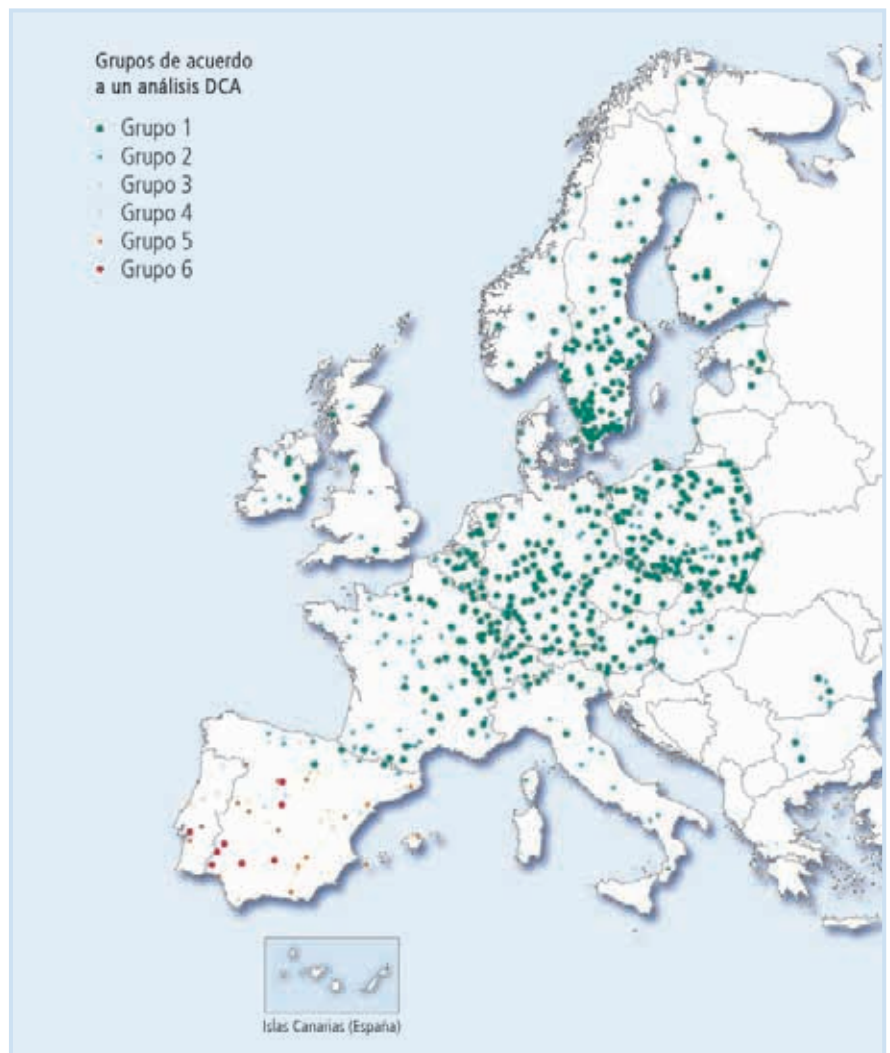 Grupos de acuerdo
a un análisis DCA
Grupo 1
Grupo 2
Grupo 3
Grupo 4
Grupo 5
Grupo 6
Islas Canarias (España)